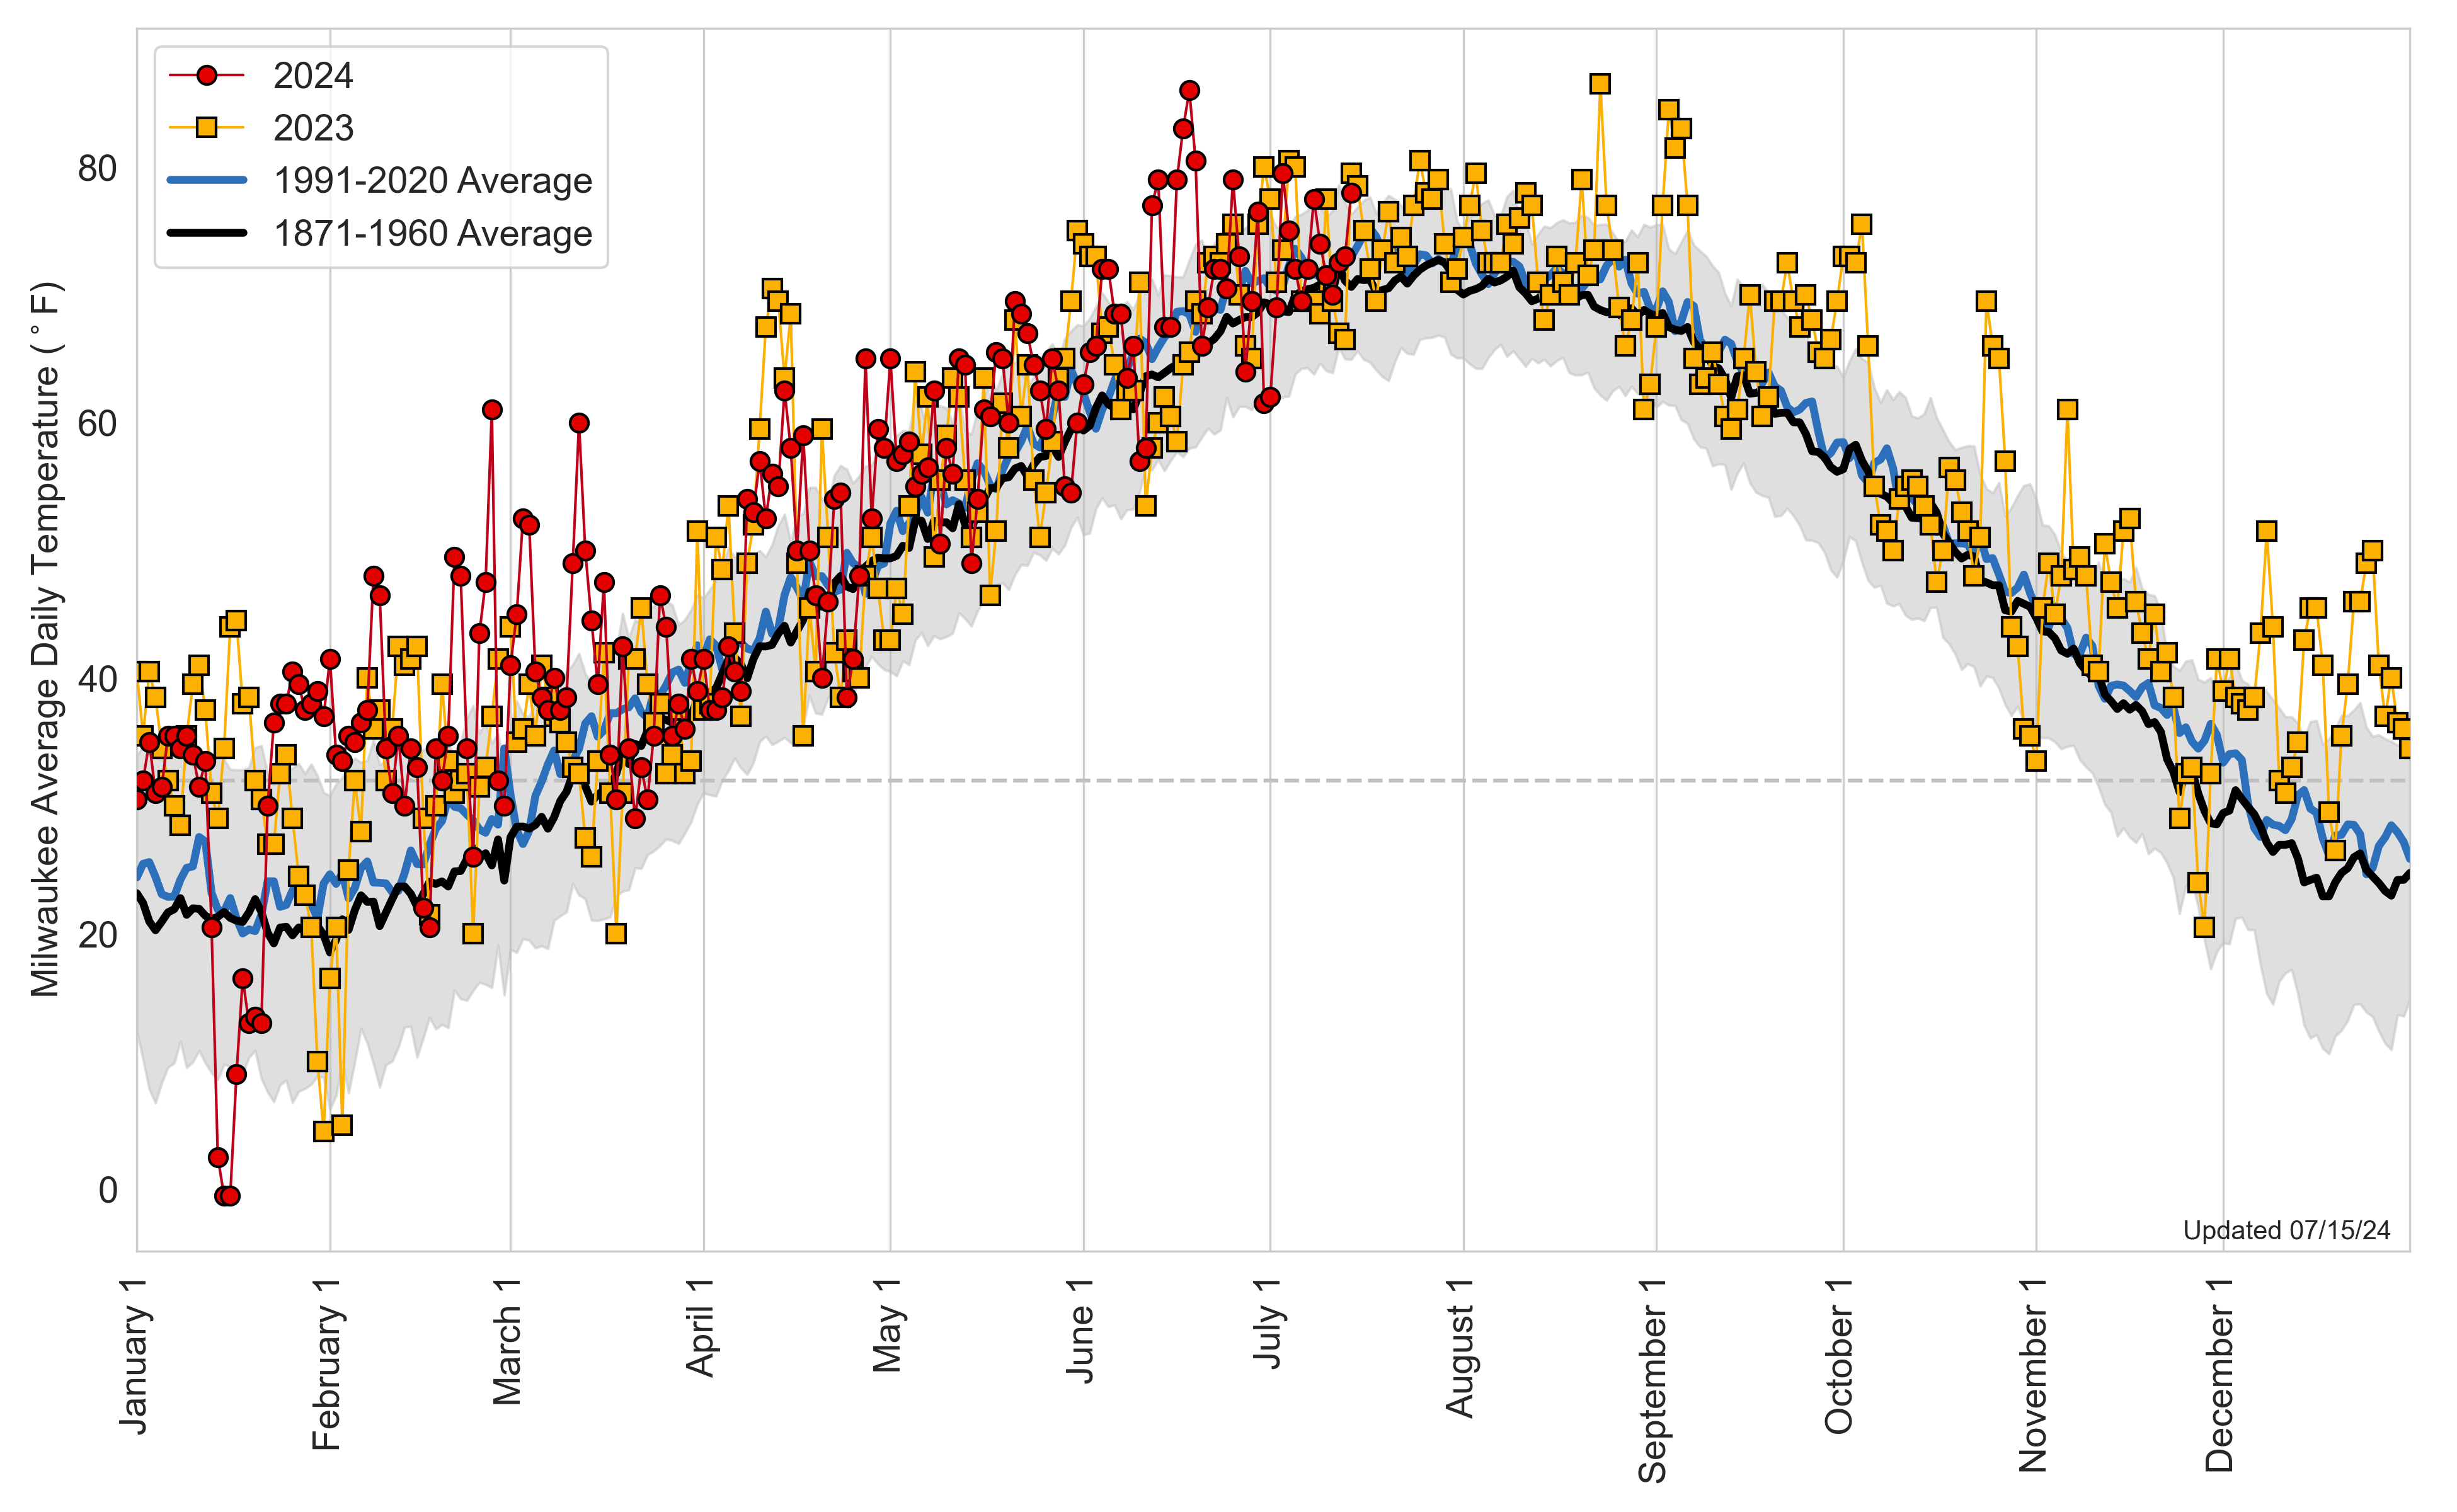 2024
2023
1991-2020 Average
1871-1960 Average
Milwaukee Average Daily Temperature (°F)
80
60
40
20
0
Updated 07/15/24
January 1
February 1
March 1
April 1
May 1
June 1
July 1
August 1
September 1
October 1
November 1
December 1